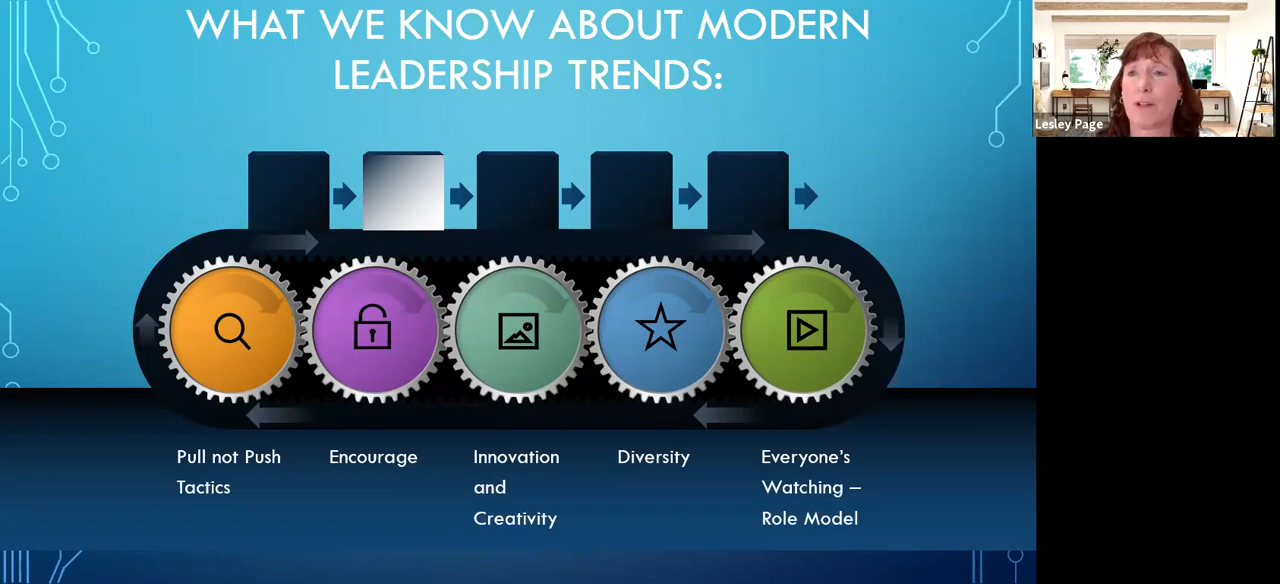 WHAT WE KNOW ABOUT MODERN
LEADERSHIP TRENDS:
Lesley Page
Pull not Push
Tactics
Encourage
Innovation
and
Creativity
Diversity
Everyone's
Watching –
Role Model